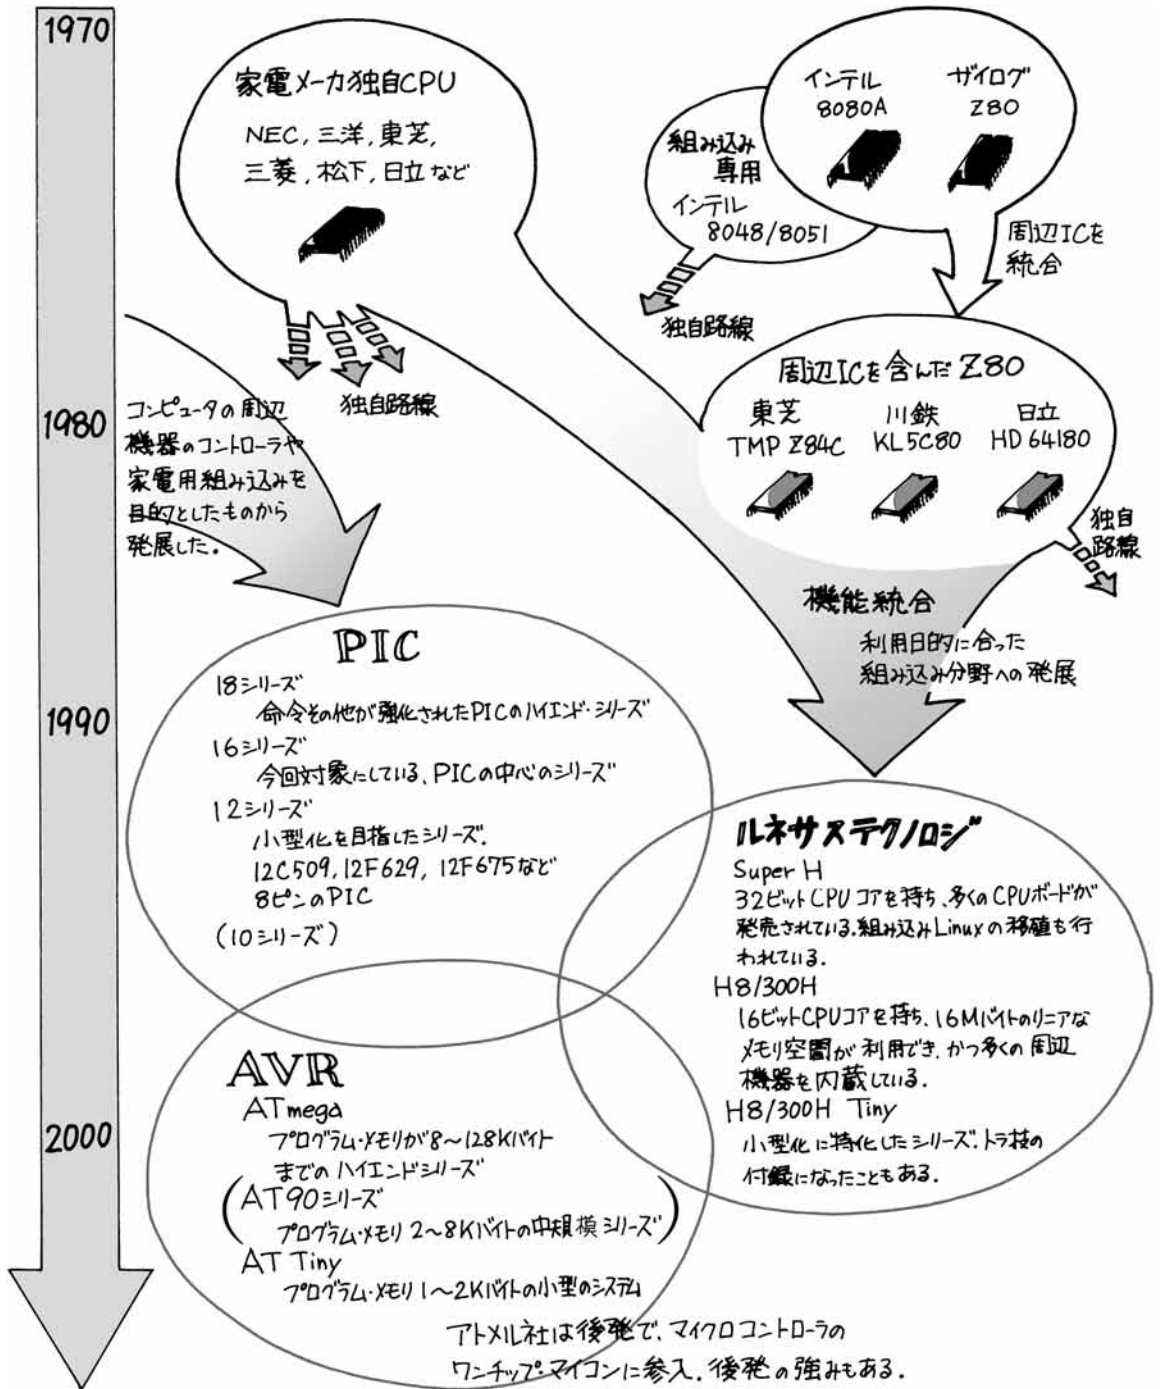 1970
家電メーカ独自CPU
NEC, 三洋, 東芝,
三菱, 松下, 日立など
独自路線
組み込み
専用
インテル
8048/8051
独自路線
インテル
8080A
ザイログ
Z80
周辺ICを
統合
周辺ICを含んだZ80
東芝
TMP Z84C
川鉄
KL5C80
日立
HD 64180
独自
路線
1980
コンピュータの周辺
機器のコントローラや
家電用組み込みを
目的としたものから
発展した。
機能統合
利用目的に合った
組み込み分野への発展
1990
PIC
18シリーズ
命令その他が強化されたPICのハイエンド・シリーズ
16シリーズ
今回対象にしている、PICの中心のシリーズ
12シリーズ
小型化を目指したシリーズ.
12C509, 12F629, 12F675など
8ピンのPIC
(10シリーズ)
ルネサステクノロジ
Super H
32ビットCPUコアを持ち、多くのCPUボードが
発売されている.組み込みLinuxの移植も行
われている.
H8/300H
16ビットCPUコアを持ち、16Mバイトのリニアな
メモリ空間が利用でき、かつ多くの周辺
機器を内蔵している.
H8/300H Tiny
小型化に特化したシリーズ.トラ技の
付録になったこともある.
2000
AVR
ATmega
プログラム・メモリが8〜128Kバイト
までのハイエンドシリーズ
(AT90シリーズ
プログラム・メモリ 2〜8Kバイトの中規模シリーズ)
AT Tiny
プログラム・メモリ 1〜2Kバイトの小型のシステム
アトメル社は後発で、マイクロコントローラの
ワンチップ・マイコンに参入. 後発の強みもある.